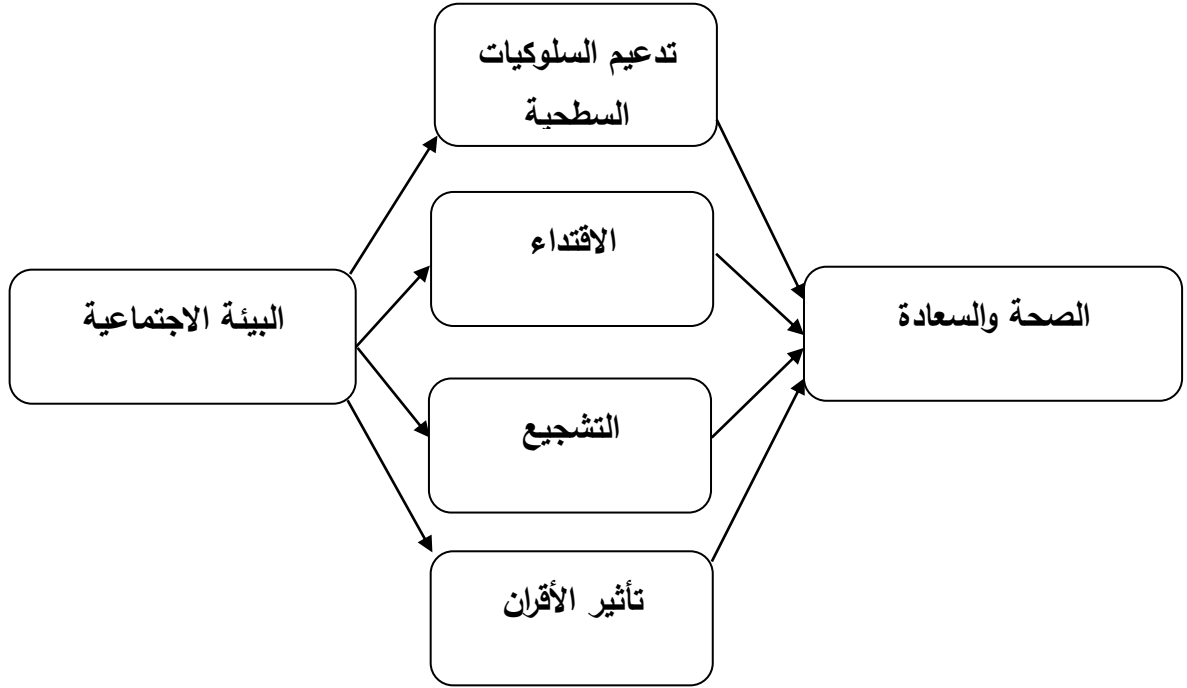 تدعيم السلوكيات
السطحية
الاقتداء
البيئة الاجتماعية
الصحة والسعادة
التشجيع
تأثير الأقران